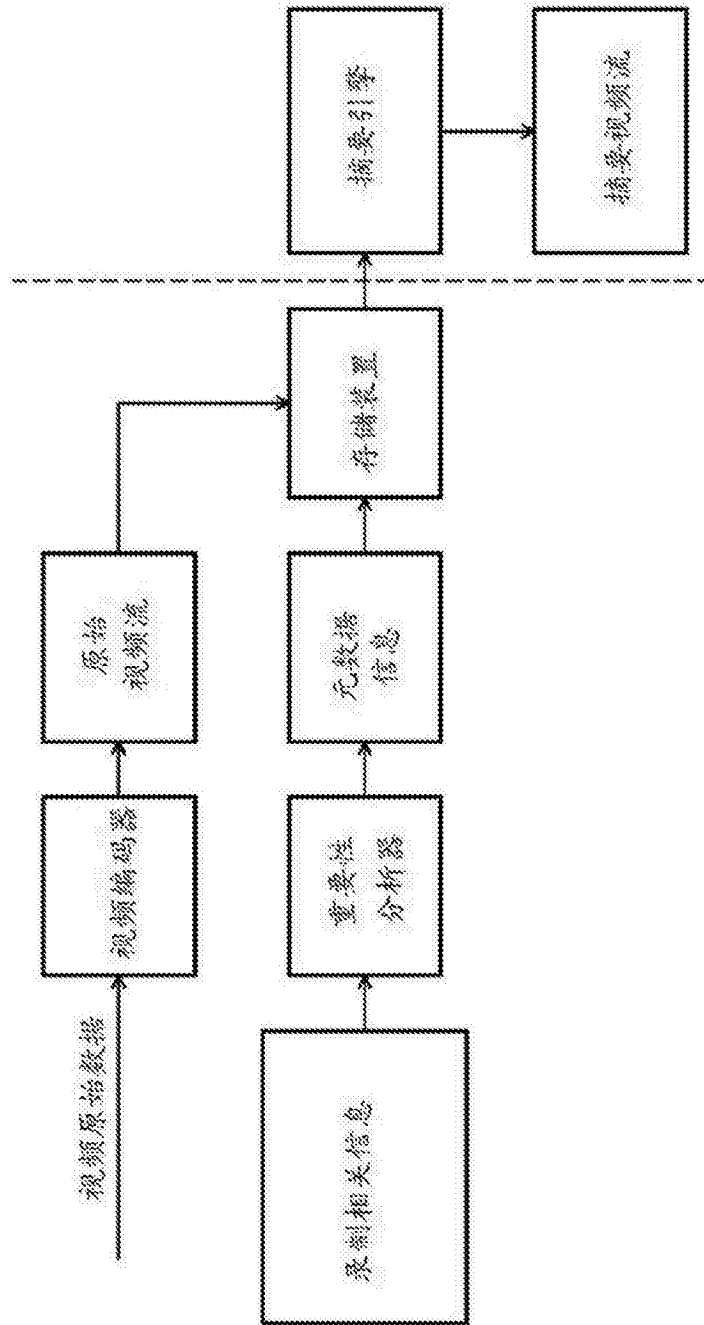 视频原始数据
视频编码器
原始
视频流
录制相关信息
重要性
分析器
元数据
信息
存储装置
摘要引擎
摘要视频流